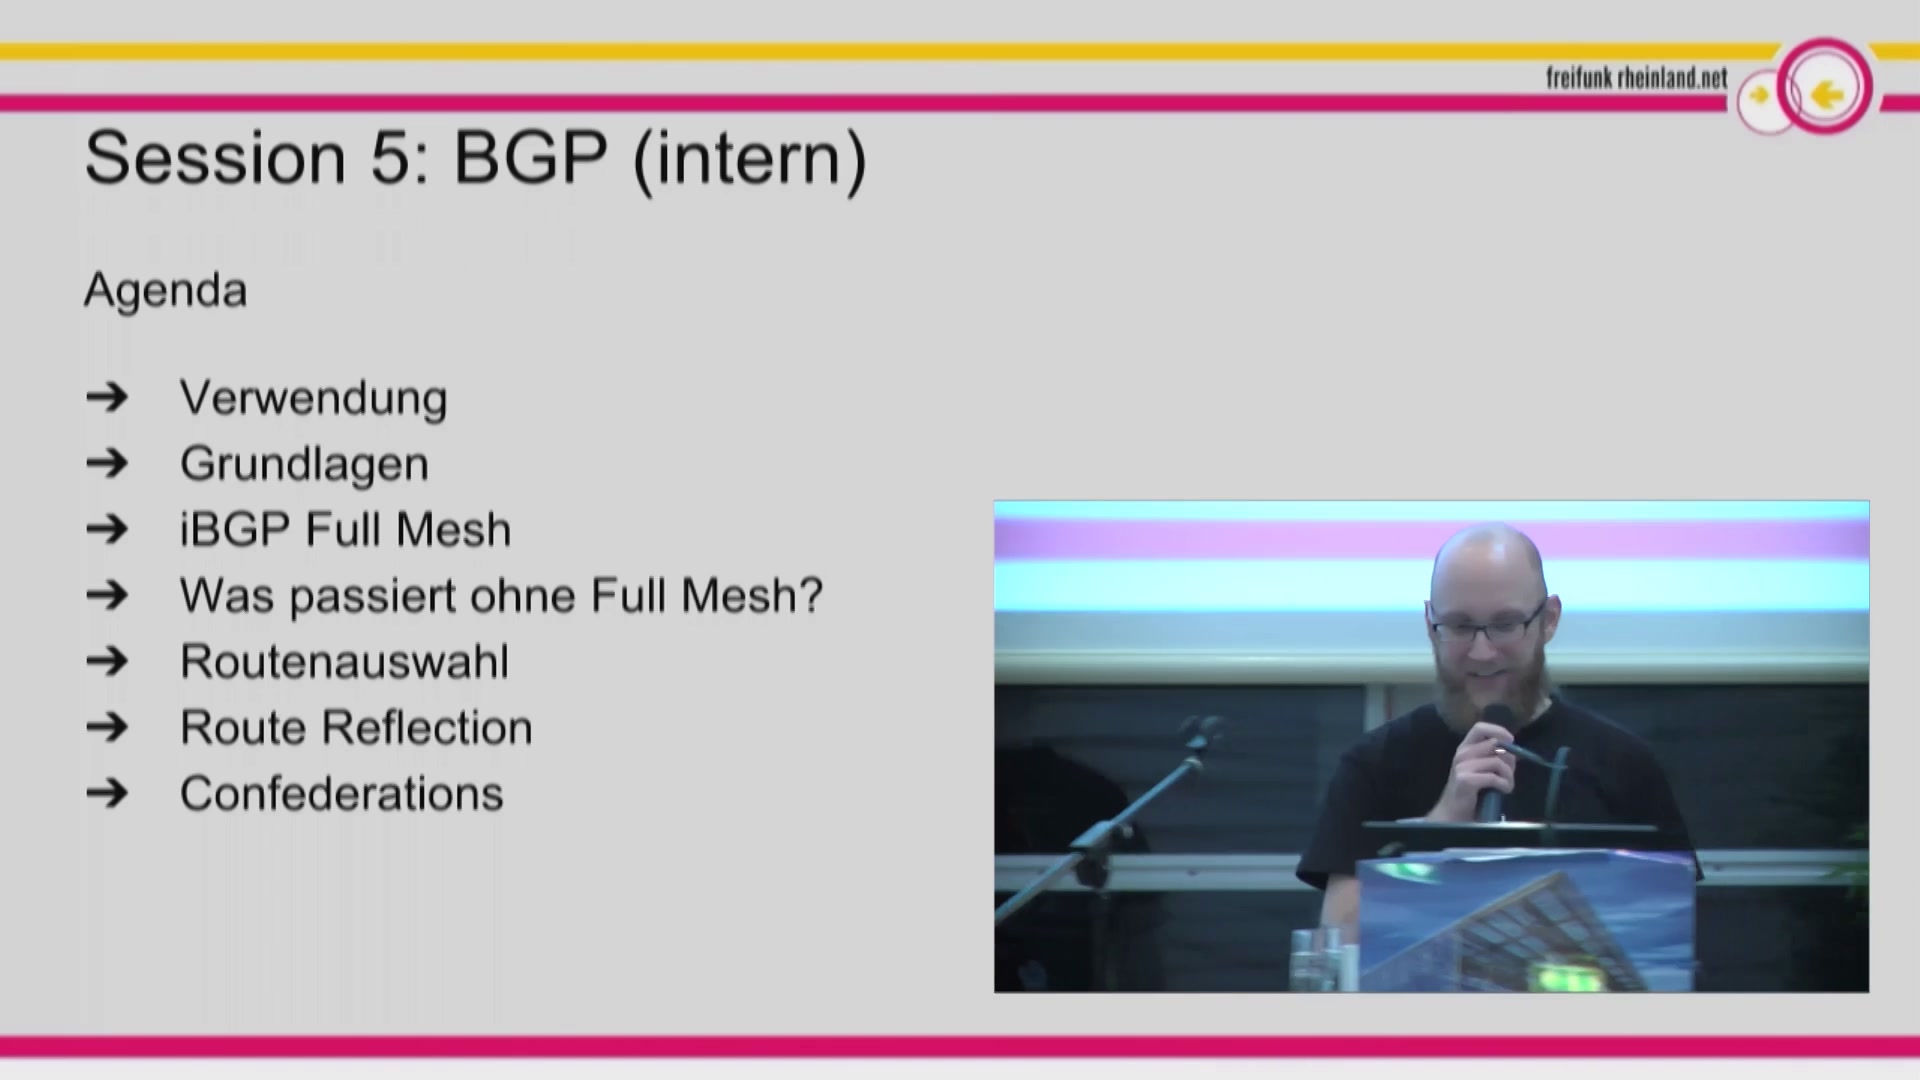 freifunk rheinland.net
Session 5: BGP (intern)
Agenda
➔ Verwendung
➔ Grundlagen
➔ iBGP Full Mesh
➔ Was passiert ohne Full Mesh?
➔ Routenauswahl
➔ Route Reflection
➔ Confederations